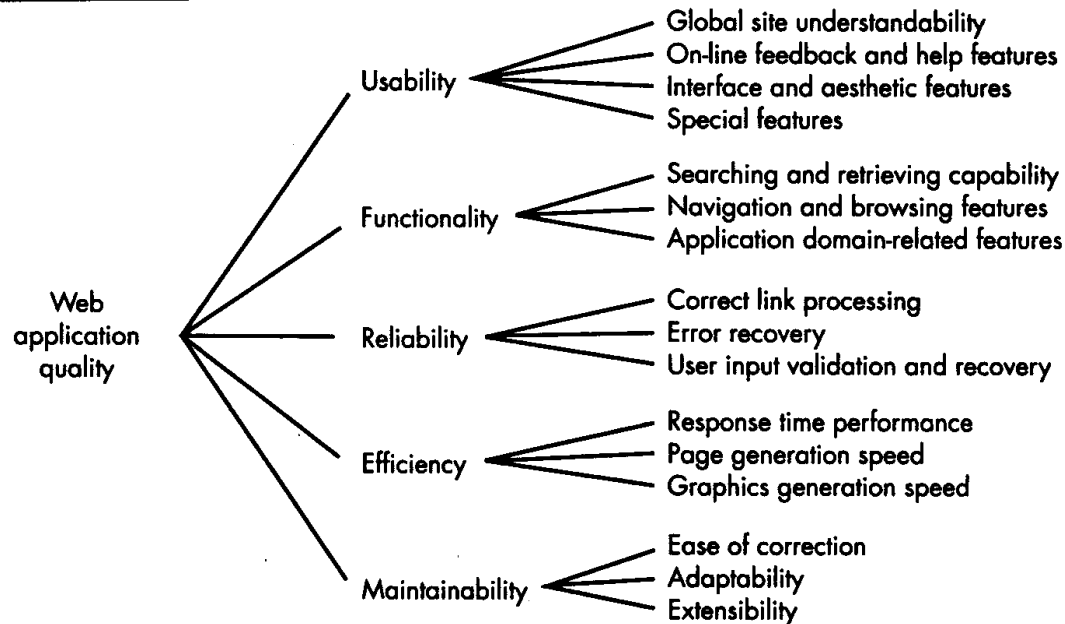 Web
application
quality
Usability
Global site understandability
On-line feedback and help features
Interface and aesthetic features
Special features
Functionality
Searching and retrieving capability
Navigation and browsing features
Application domain-related features
Reliability
Correct link processing
Error recovery
User input validation and recovery
Efficiency
Response time performance
Page generation speed
Graphics generation speed
Maintainability
Ease of correction
Adaptability
Extensibility